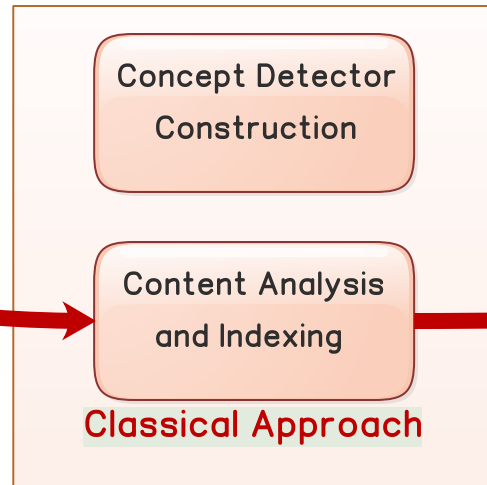 Concept Detector
Construction
Content Analysis
and Indexing
Classical Approach